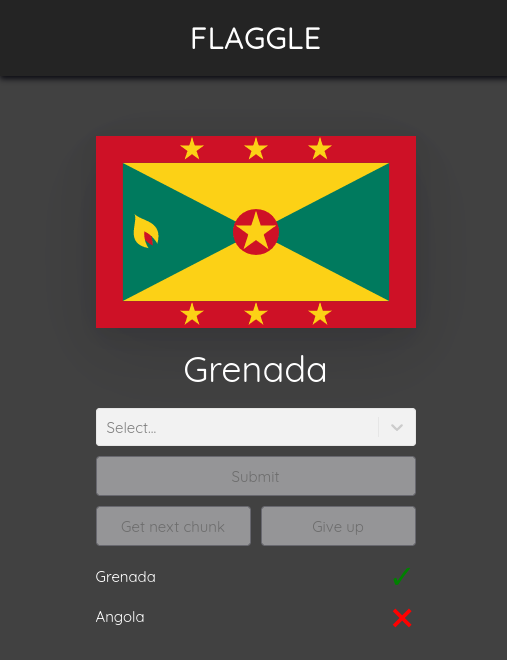 FLAGGLE
Grenada
Select...
Submit
Get next chunk Give up
Grenada
Angola